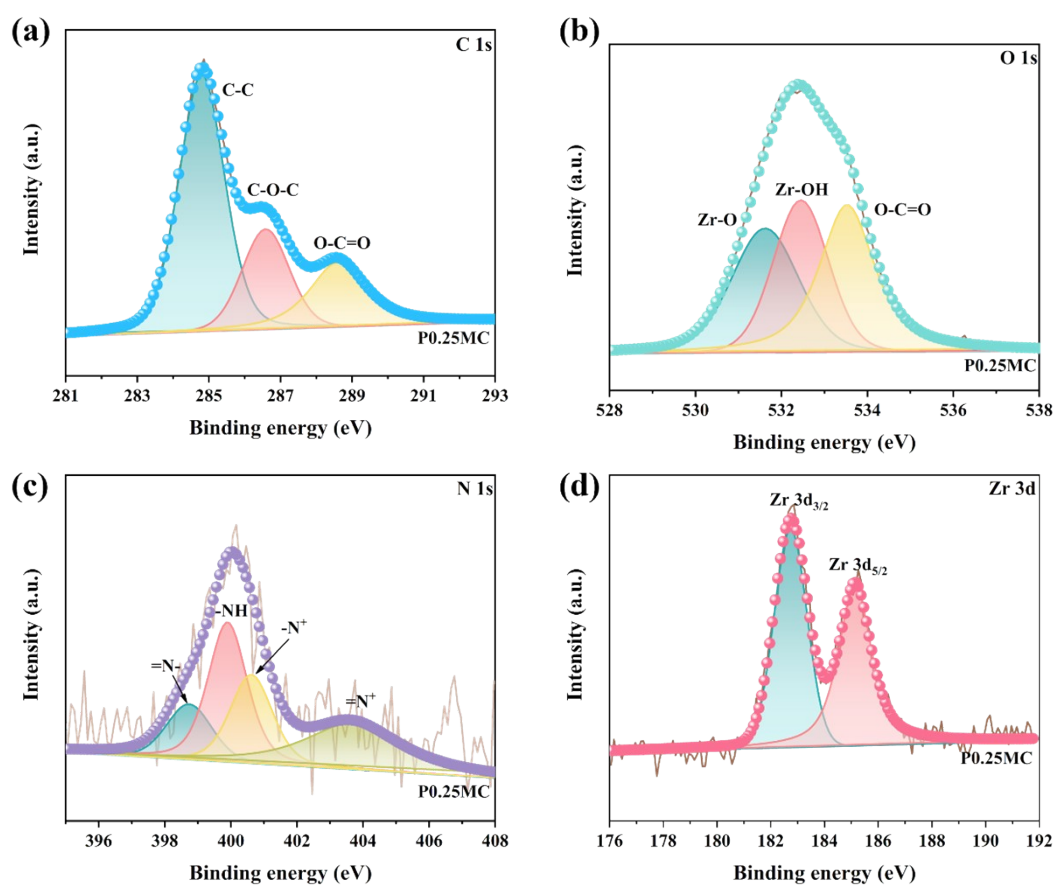 (a)
C 1s
C-C
C-O-C
O-C=O
P0.25MC
Intensity (a.u.)
281 283 285 287 289 291 293
Binding energy (eV)
(b)
O 1s
Zr-O
Zr-OH
O-C=O
P0.25MC
Intensity (a.u.)
528 530 532 534 536 538
Binding energy (eV)
(c)
N 1s
=N-
-NH
-N⁺
=N⁺
P0.25MC
Intensity (a.u.)
396 398 400 402 404 406 408
Binding energy (eV)
(d)
Zr 3d
Zr 3d₃/₂
Zr 3d₅/₂
P0.25MC
Intensity (a.u.)
176 178 180 182 184 186 188 190 192
Binding energy (eV)